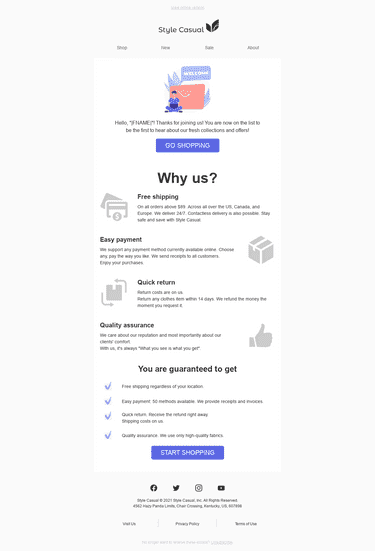 Style Casual
Shop New Sale About
WELCOME
Hello, *|FNAME|*! Thanks for joining us! You are now on the list to
be the first to hear about our fresh collections and offers!
GO SHOPPING
Why us?
Free shipping
On all orders above $89. Across all over the US, Canada, and
Europe. We deliver 24/7. Contactless delivery is also possible. Stay
safe and save with Style Casual.
Easy payment
We support any payment method currently available online. Choose
any, pay the way you like. We send receipts to all customers.
Enjoy your purchases.
Quick return
Return costs are on us.
Return any clothes item within 14 days. We refund the money the
moment you request it.
Quality assurance
We care about our reputation and most importantly about our
clients' comfort.
With us, it's always "What you see is what you get"
You are guaranteed to get
Free shipping regardless of your location.
Easy payment: 50 methods available. We provide receipts and invoices.
Quick return. Receive the refund right away.
Shipping costs on us.
Quality assurance. We use only high-quality fabrics.
START SHOPPING
Style Casual © 2021 Style Casual, Inc. All Rights Reserved.
4562 Hazy Panda Limits, Chair Crossing, Kentucky, US, 607898
Visit Us Privacy Policy Terms of Use